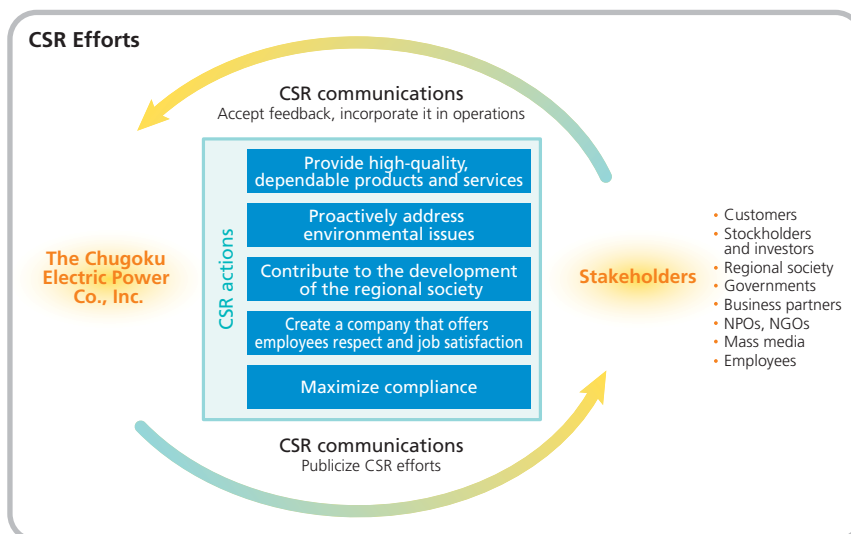 CSR Efforts
CSR communications
Accept feedback, incorporate it in operations
The Chugoku
Electric Power
Co., Inc.
CSR actions
Provide high-quality,
dependable products and services
Proactively address
environmental issues
Contribute to the development
of the regional society
Create a company that offers
employees respect and job satisfaction
Maximize compliance
Stakeholders
• Customers
• Stockholders
and investors
• Regional society
• Governments
• Business partners
• NPOs, NGOs
• Mass media
• Employees
CSR communications
Publicize CSR efforts